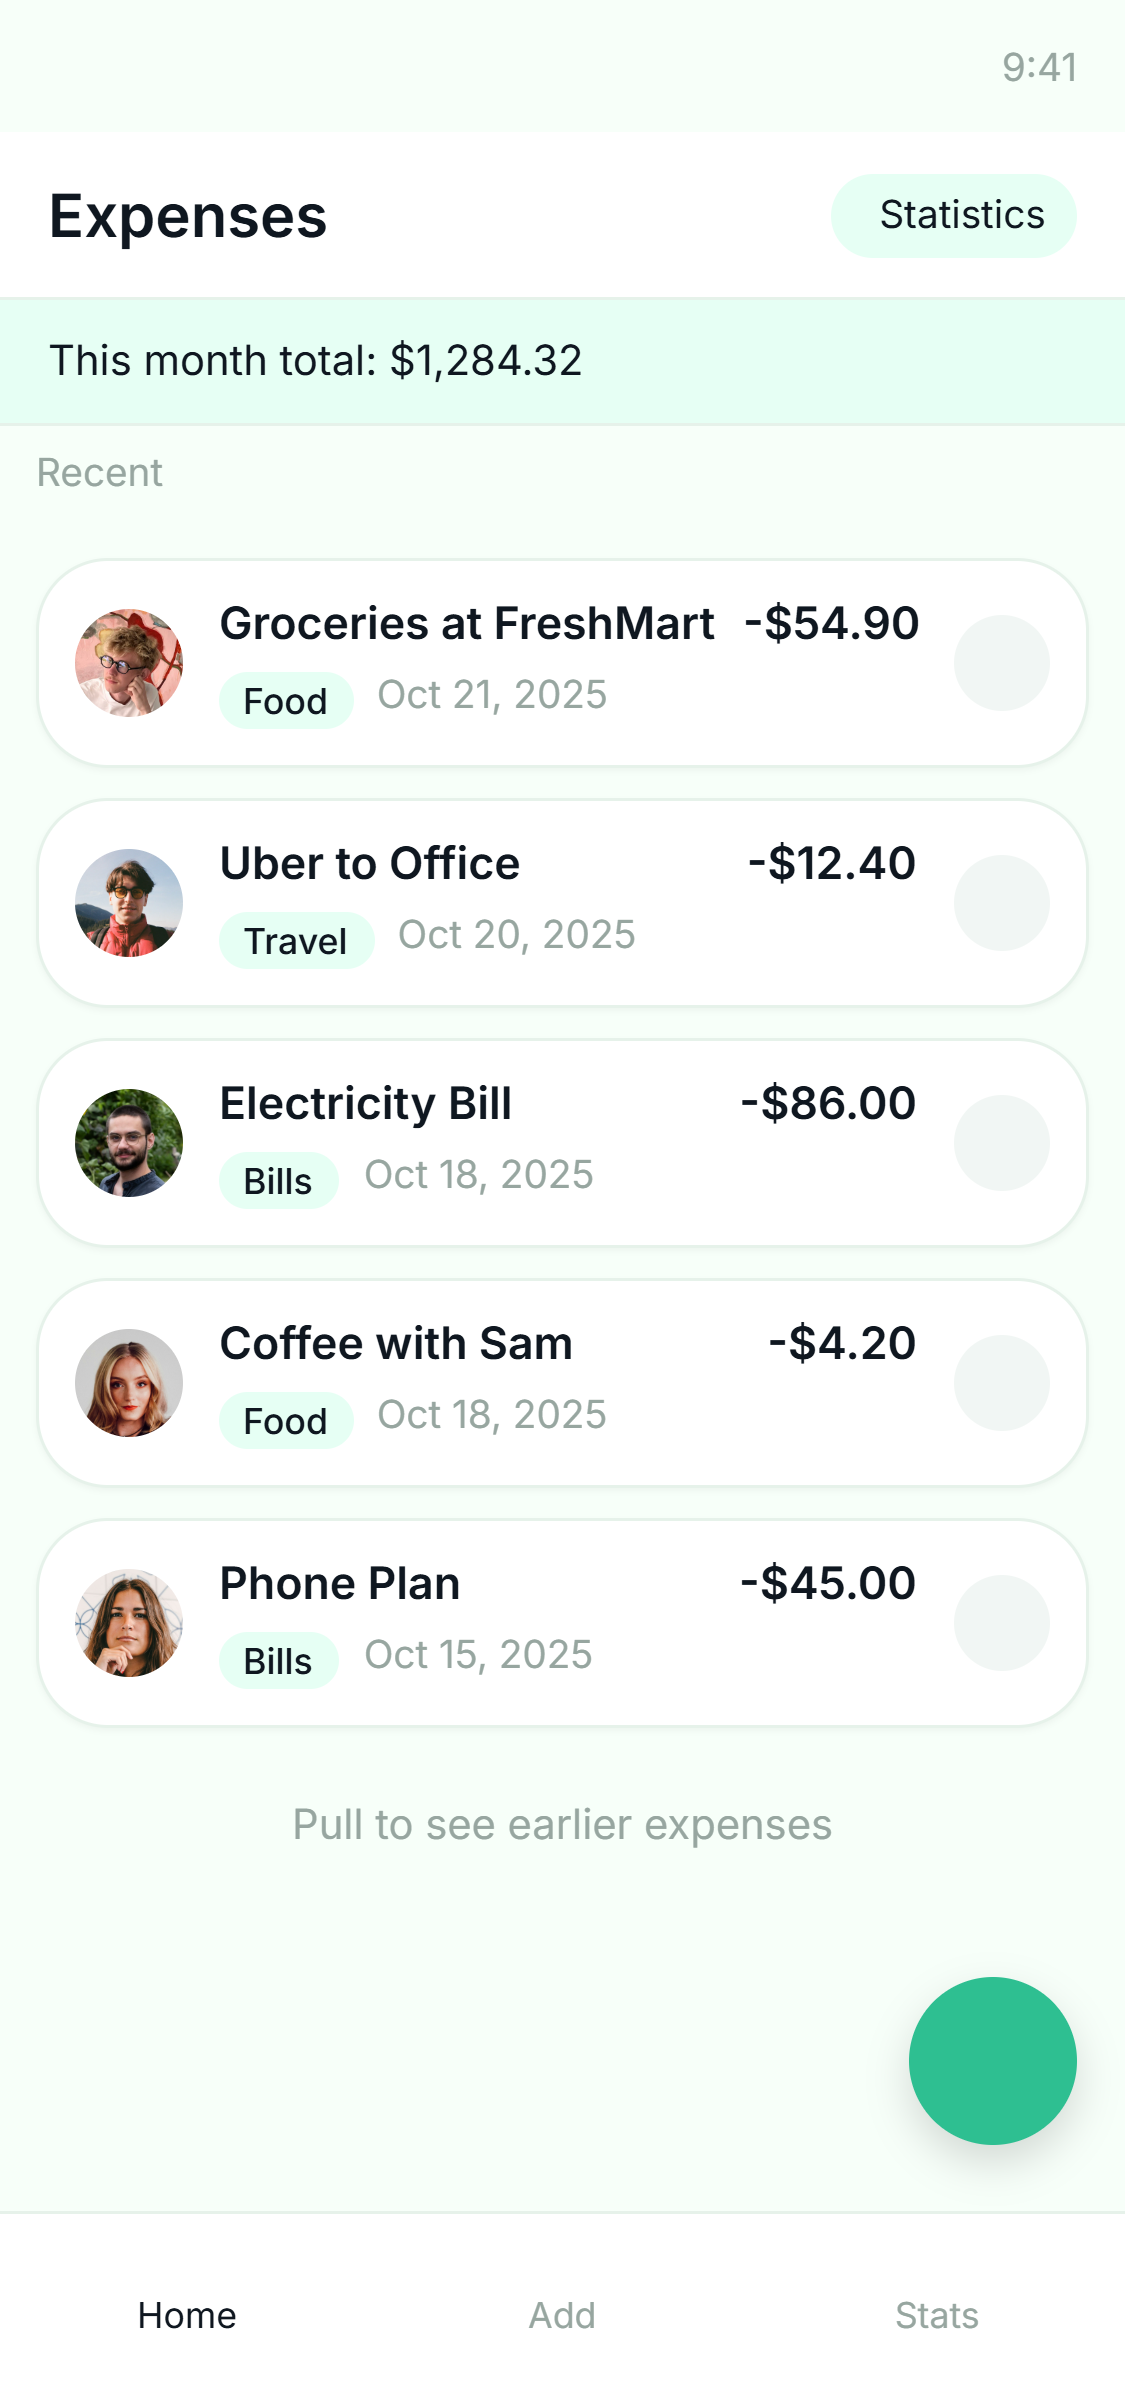 9:41
Expenses
Statistics
This month total: $1,284.32
Recent
Groceries at FreshMart -$54.90
Food Oct 21, 2025
Uber to Office -$12.40
Travel Oct 20, 2025
Electricity Bill -$86.00
Bills Oct 18, 2025
Coffee with Sam -$4.20
Food Oct 18, 2025
Phone Plan -$45.00
Bills Oct 15, 2025
Pull to see earlier expenses
Home Add Stats